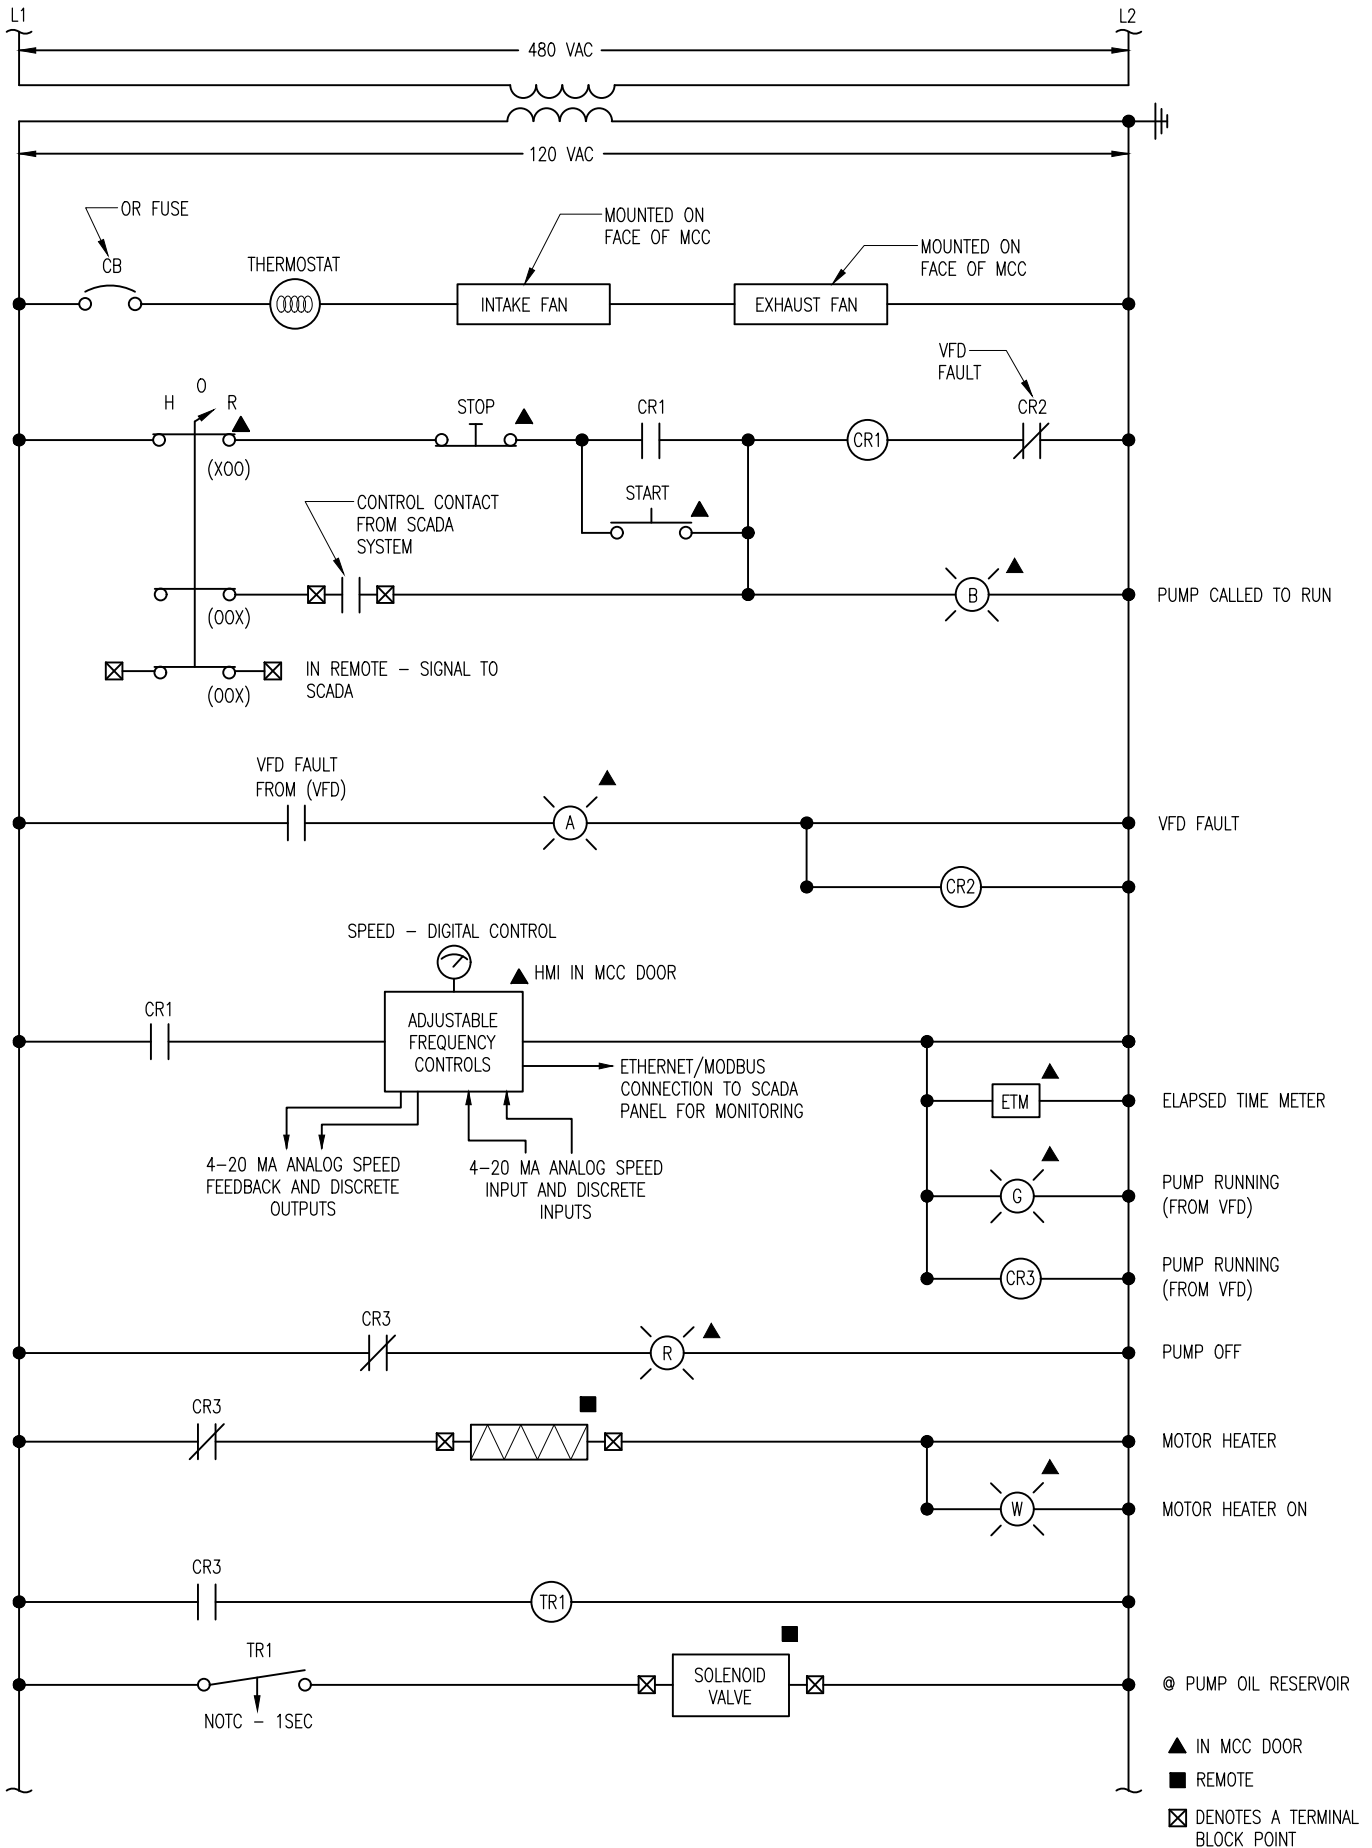 L1
L2
480 VAC
120 VAC
OR FUSE
CB
THERMOSTAT
MOUNTED ON
FACE OF MCC
MOUNTED ON
FACE OF MCC
INTAKE FAN
EXHAUST FAN
VFD
FAULT
H
O
R
(XOO)
STOP
CR1
CR1
CR2
START
CONTROL CONTACT
FROM SCADA
SYSTEM
(OOX)
B
PUMP CALLED TO RUN
(OOX)
IN REMOTE – SIGNAL TO
SCADA
VFD FAULT
FROM (VFD)
A
VFD FAULT
CR2
SPEED – DIGITAL CONTROL
HMI IN MCC DOOR
CR1
ADJUSTABLE
FREQUENCY
CONTROLS
ETHERNET/MODBUS
CONNECTION TO SCADA
PANEL FOR MONITORING
4–20 MA ANALOG SPEED
FEEDBACK AND DISCRETE
OUTPUTS
4–20 MA ANALOG SPEED
INPUT AND DISCRETE
INPUTS
ETM
ELAPSED TIME METER
G
PUMP RUNNING
(FROM VFD)
CR3
PUMP RUNNING
(FROM VFD)
CR3
R
PUMP OFF
CR3
MOTOR HEATER
W
MOTOR HEATER ON
CR3
TR1
TR1
NOTC – 1SEC
SOLENOID
VALVE
@ PUMP OIL RESERVOIR
IN MCC DOOR
REMOTE
DENOTES A TERMINAL
BLOCK POINT